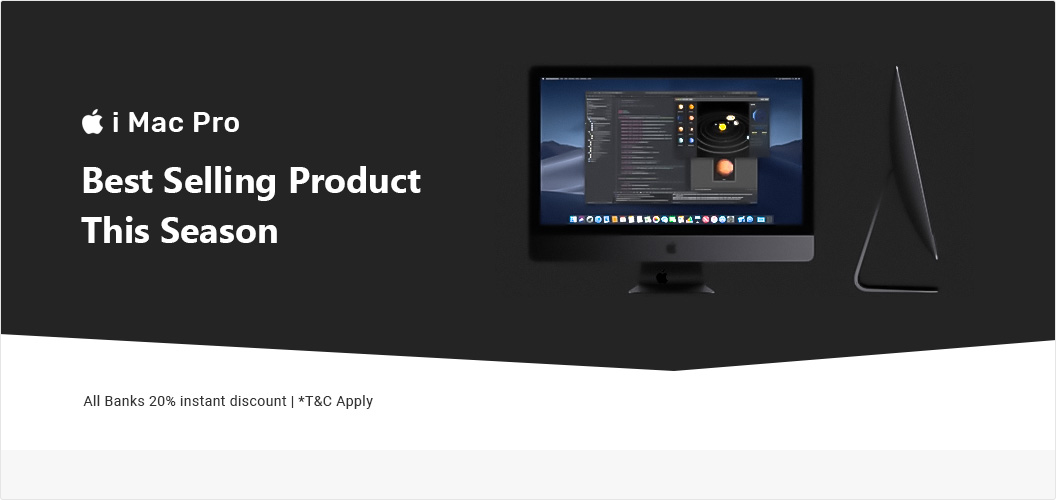 i Mac Pro
Best Selling Product
This Season
All Banks 20% instant discount | *T&C Apply